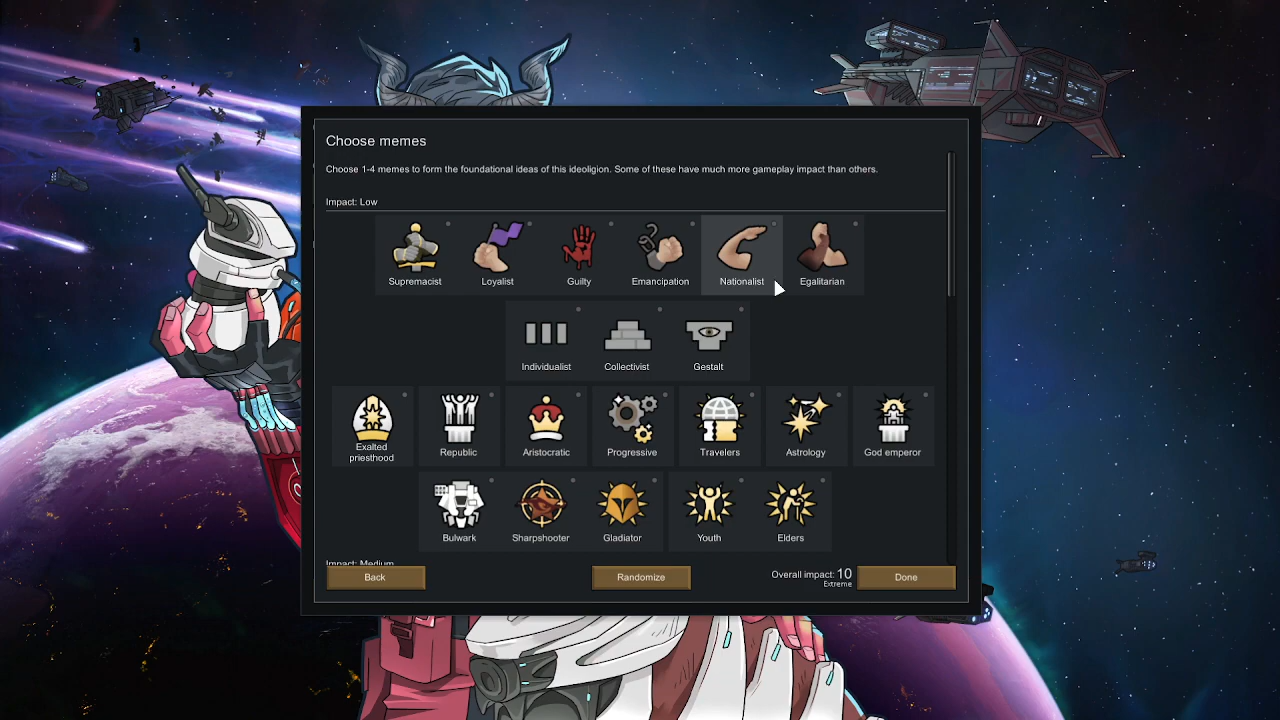 Choose memes
Choose 1-4 memes to form the foundational ideas of this ideoligion. Some of these have much more gameplay impact than others.
Impact: Low
Supremacist Loyalist Guilty Emancipation Nationalist Egalitarian
Individualist Collectivist Gestalt
Exalted priesthood Republic Aristocratic Progressive Travelers Astrology God emperor
Bulwark Sharpshooter Gladiator Youth Elders
Impact: Medium
Back Randomize Overall impact: 10 Done
Extreme